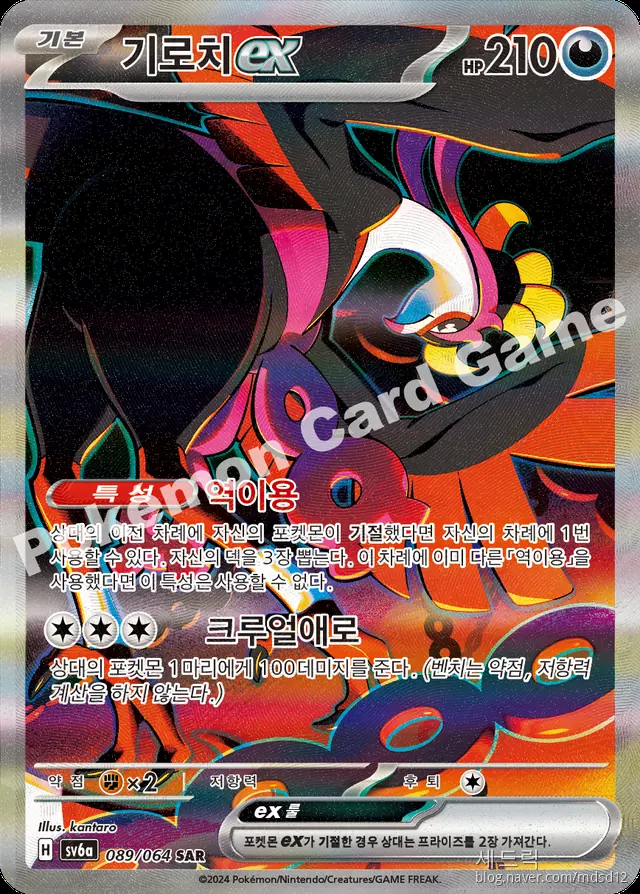 기본
기로치 ex
HP 210
Pokémon Card Game
특성 역이용
상대의 이전 차례에 자신의 포켓몬이 기절했다면 자신의 차례에 1번
사용할 수 있다. 자신의 덱을 3장 뽑는다. 이 차례에 이미 다른 「역이용」을
사용했다면 이 특성은 사용할 수 없다.
크루얼애로
상대의 포켓몬 1마리에게 100데미지를 준다. (벤치는 약점, 저항력
계산을 하지 않는다.)
약점 ×2 저항력 후퇴
ex 룰
포켓몬 ex가 기절한 경우 상대는 프라이즈를 2장 가져간다.
Illus. kantaro
H sv6a 089/064 SAR
©2024 Pokémon/Nintendo/Creatures/GAME FREAK.
세드릭
blog.naver.com/mdsd12